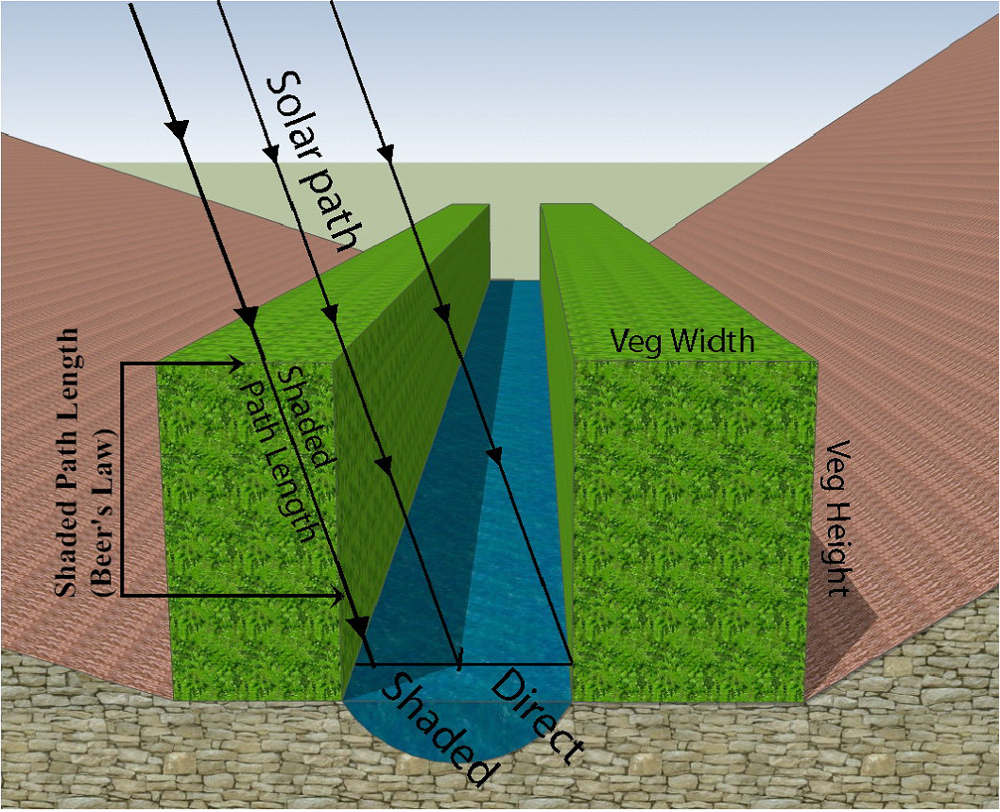 Solar path
Veg Width
Shaded Path Length
(Beer's Law)
Shaded
Path Length
Veg Height
Shaded
Direct